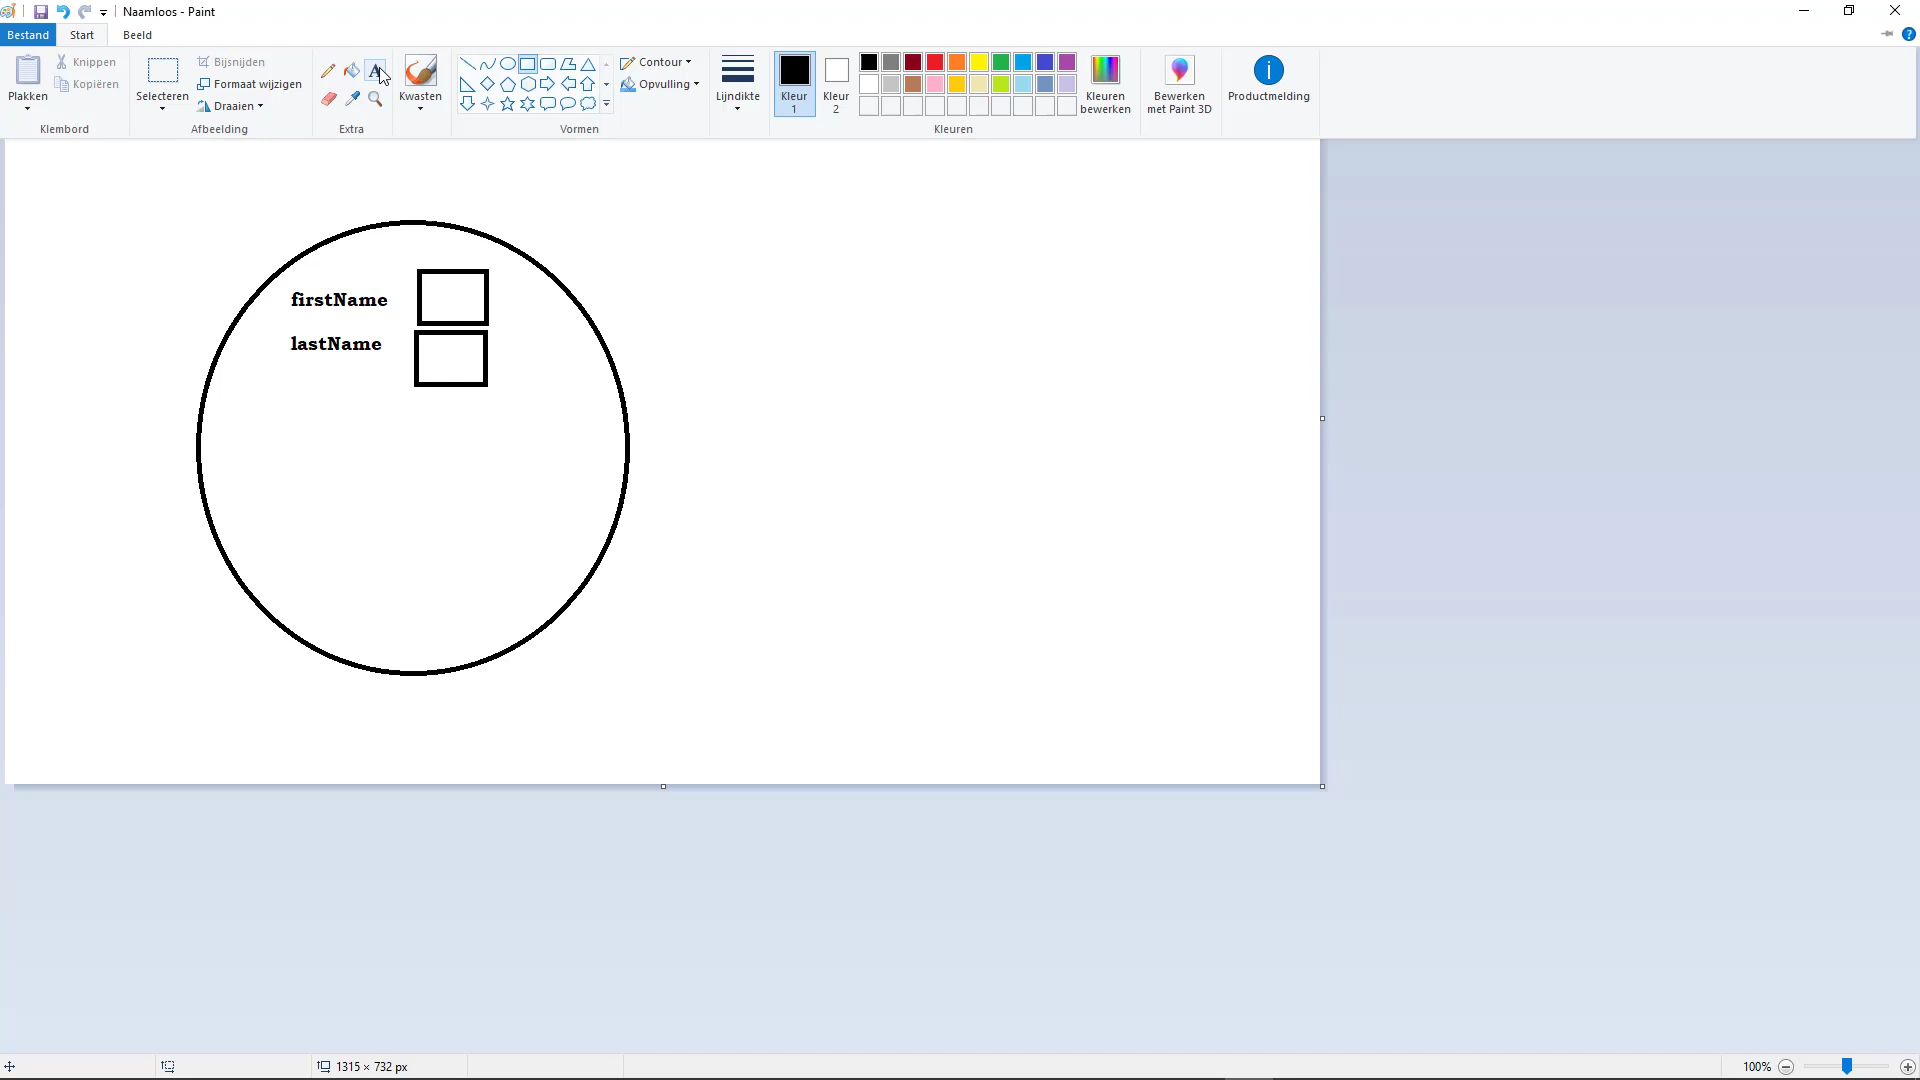 Naamloos - Paint
Bestand Start Beeld
Plakken
Knippen
Kopiëren
Klembord
Selecteren
Bijsnijden
Formaat wijzigen
Draaien
Afbeelding
A
Extra
Kwasten
Contour
Opvulling
Vormen
Lijndikte
Kleur
1
Kleur
2
Kleuren
bewerken
Kleuren
Bewerken
met Paint 3D
Productmelding
firstName
lastName
1315 × 732 px
100%